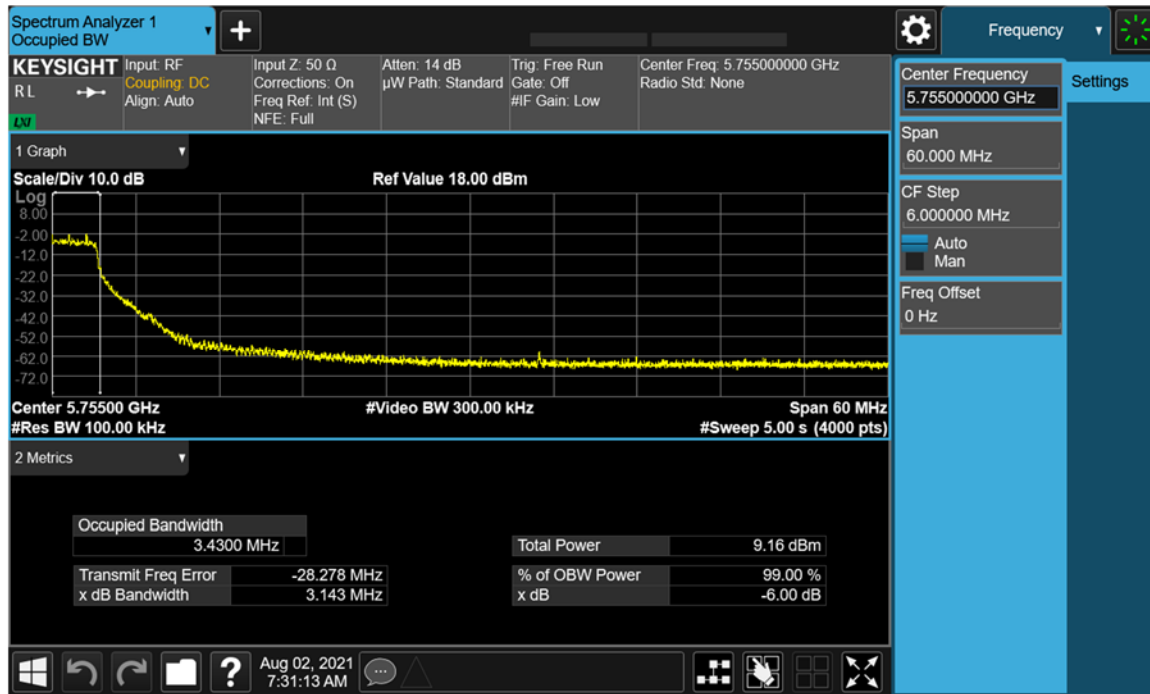 Spectrum Analyzer 1
Occupied BW
Frequency
KEYSIGHT
RL
LXI
Input: RF
Coupling: DC
Align: Auto
Input Z: 50 Ω
Corrections: On
Freq Ref: Int (S)
NFE: Full
Atten: 14 dB
µW Path: Standard
Trig: Free Run
Gate: Off
#IF Gain: Low
Center Freq: 5.755000000 GHz
Radio Std: None
Center Frequency
5.755000000 GHz
Settings
Span
60.000 MHz
CF Step
6.000000 MHz
Auto
Man
Freq Offset
0 Hz
1 Graph
Scale/Div 10.0 dB
Ref Value 18.00 dBm
Log
8.00
-2.00
-12.0
-22.0
-32.0
-42.0
-52.0
-62.0
-72.0
Center 5.75500 GHz
#Video BW 300.00 kHz
Span 60 MHz
#Res BW 100.00 kHz
#Sweep 5.00 s (4000 pts)
2 Metrics
Occupied Bandwidth
3.4300 MHz
Total Power 9.16 dBm
Transmit Freq Error -28.278 MHz
% of OBW Power 99.00 %
x dB Bandwidth 3.143 MHz
x dB -6.00 dB
Aug 02, 2021
7:31:13 AM